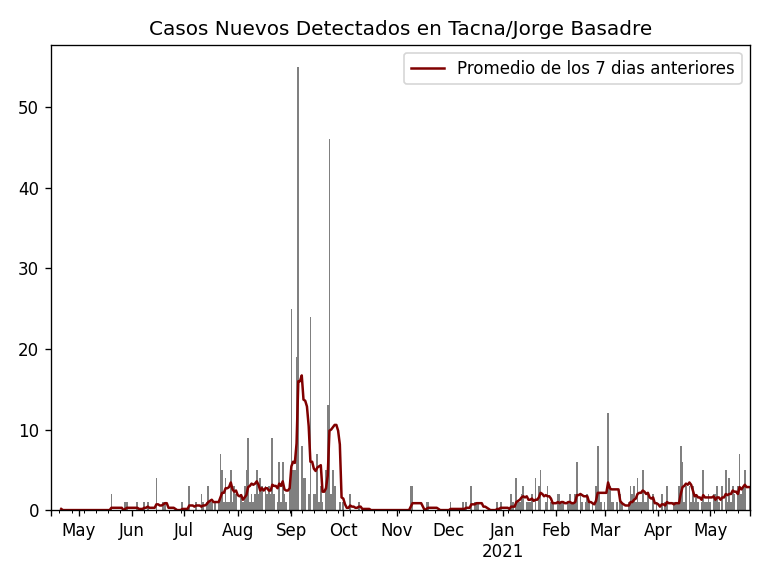 Casos Nuevos Detectados en Tacna/Jorge Basadre
Promedio de los 7 dias anteriores
50
40
30
20
10
0
May Jun Jul Aug Sep Oct Nov Dec Jan Feb Mar Apr May
2021